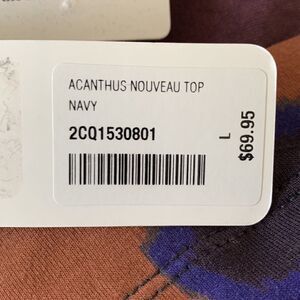 ACANTHUS NOUVEAU TOP
NAVY
2CQ1530801
L
$69.95